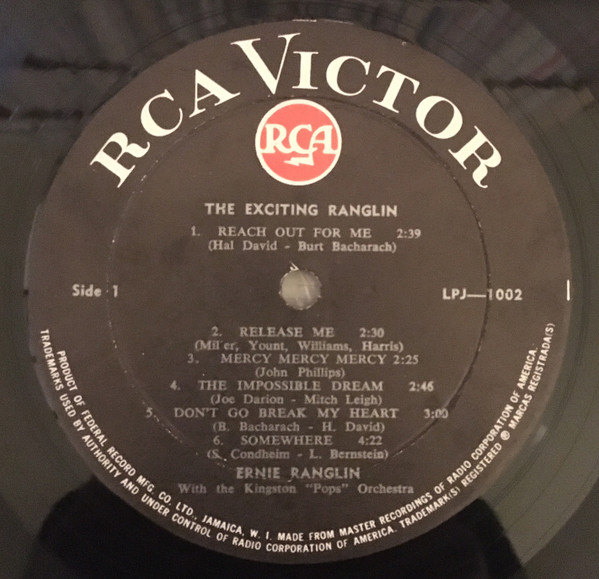 RCA VICTOR
RCA
THE EXCITING RANGLIN
1. REACH OUT FOR ME 2:39
(Hal David - Burt Bacharach)
Side 1
LPJ—1002
2. RELEASE ME 2:30
(Mil'er, Yount, Williams, Harris)
3. MERCY MERCY MERCY 2:25
(John Phillips)
4. THE IMPOSSIBLE DREAM 2:46
(Joe Darion - Mitch Leigh)
5. DON'T GO BREAK MY HEART 3:00
(B. Bacharach - H. David)
6. SOMEWHERE 4:22
(S. Condheim - L. Bernstein)
ERNIE RANGLIN
With the Kingston "Pops" Orchestra
PRODUCT OF FEDERAL RECORD MFG. CO. LTD., JAMAICA, W. I. MADE FROM MASTER RECORDINGS OF RADIO CORPORATION OF AMERICA.
TRADEMARKS USED BY AUTHORITY AND UNDER CONTROL OF RADIO CORPORATION OF AMERICA. TRADEMARK(S) REGISTERED ® MARCAS REGISTRADA(S)